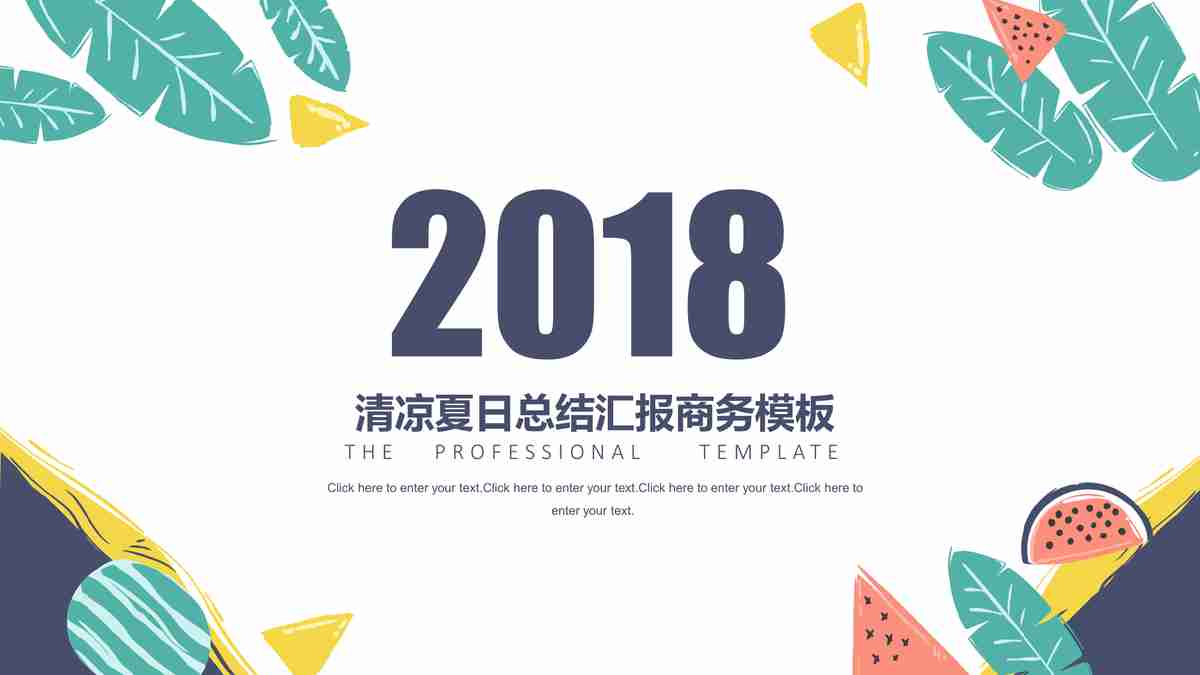 2018
清凉夏日总结汇报商务模板
THE PROFESSIONAL TEMPLATE
Click here to enter your text.Click here to enter your text.Click here to enter your text.Click here to
enter your text.